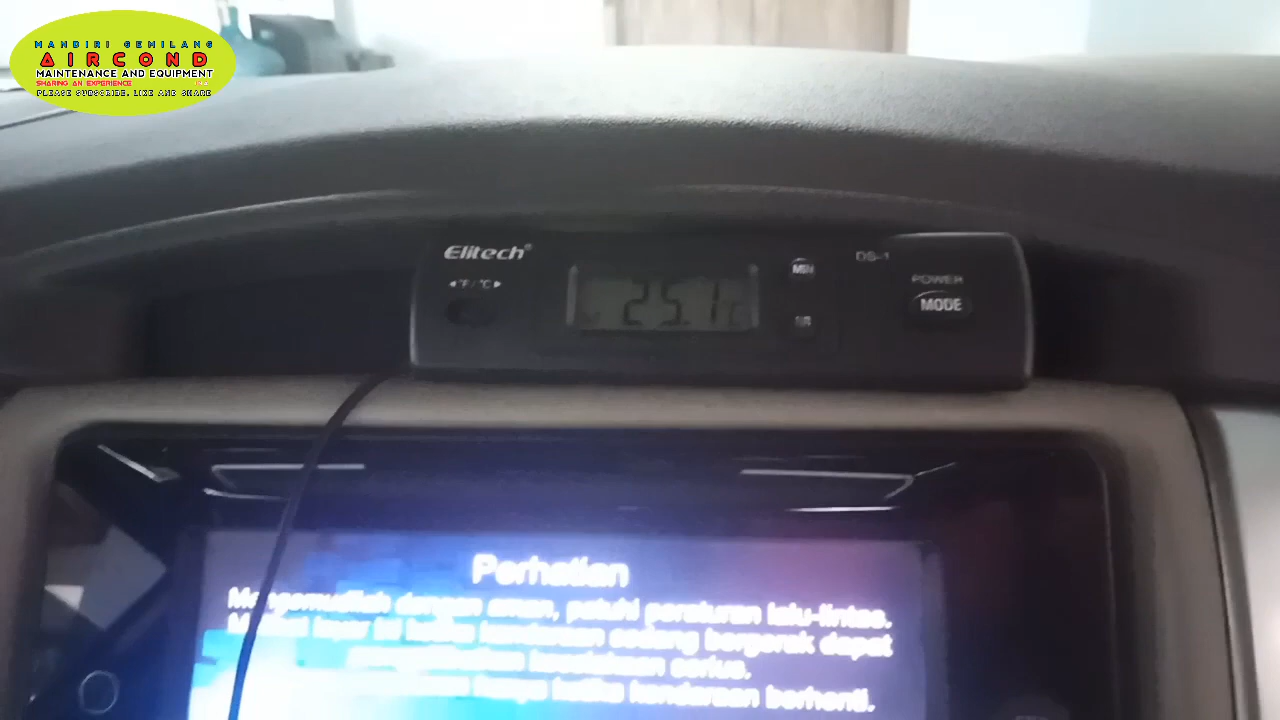 MANDIRI GEMILANG
AIRCOND
MAINTENANCE AND EQUIPMENT
SHARING AN EXPERIENCE
PLEASE SUBSCRIBE, LIKE AND SHARE
Elitech®
◄°F/°C►
25.1°C
MIN
DS-1
POWER
MODE
Perhatian
Mengemudilah dengan aman, patuhi peraturan lalu-lintas.
layar ini ketika kendaraan sedang bergerak dapat
mengakibatkan kecelakaan serius.
hanya ketika kendaraan berhenti.